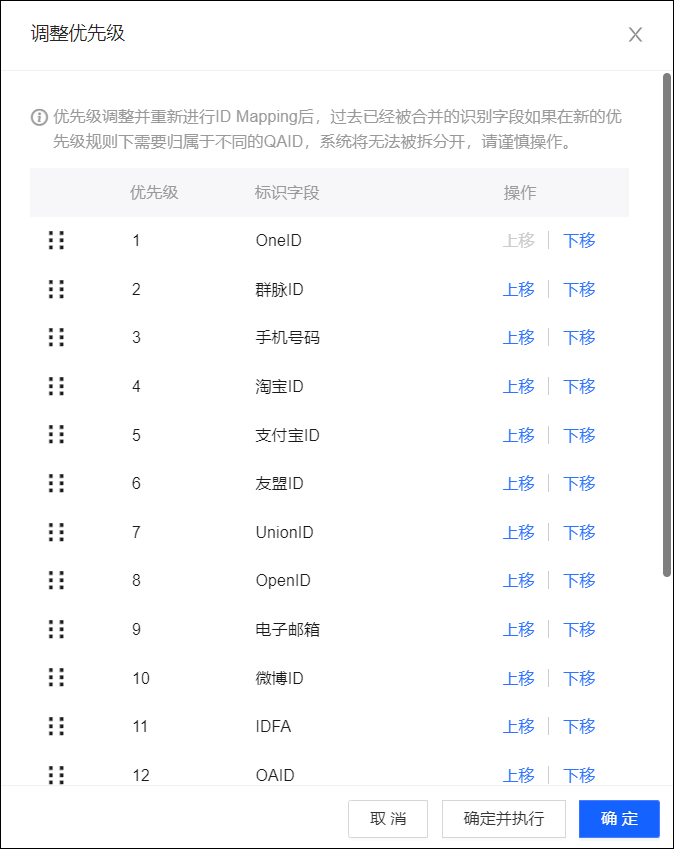 调整优先级
优先级调整并重新进行ID Mapping后，过去已经被合并的识别字段如果在新的优
先级规则下需要归属于不同的QAID，系统将无法被拆分开，请谨慎操作。
优先级 标识字段 操作
1 OneID 上移 下移
2 群脉ID 上移 下移
3 手机号码 上移 下移
4 淘宝ID 上移 下移
5 支付宝ID 上移 下移
6 友盟ID 上移 下移
7 UnionID 上移 下移
8 OpenID 上移 下移
9 电子邮箱 上移 下移
10 微博ID 上移 下移
11 IDFA 上移 下移
12 OAID 上移 下移
取 消 确定并执行 确 定